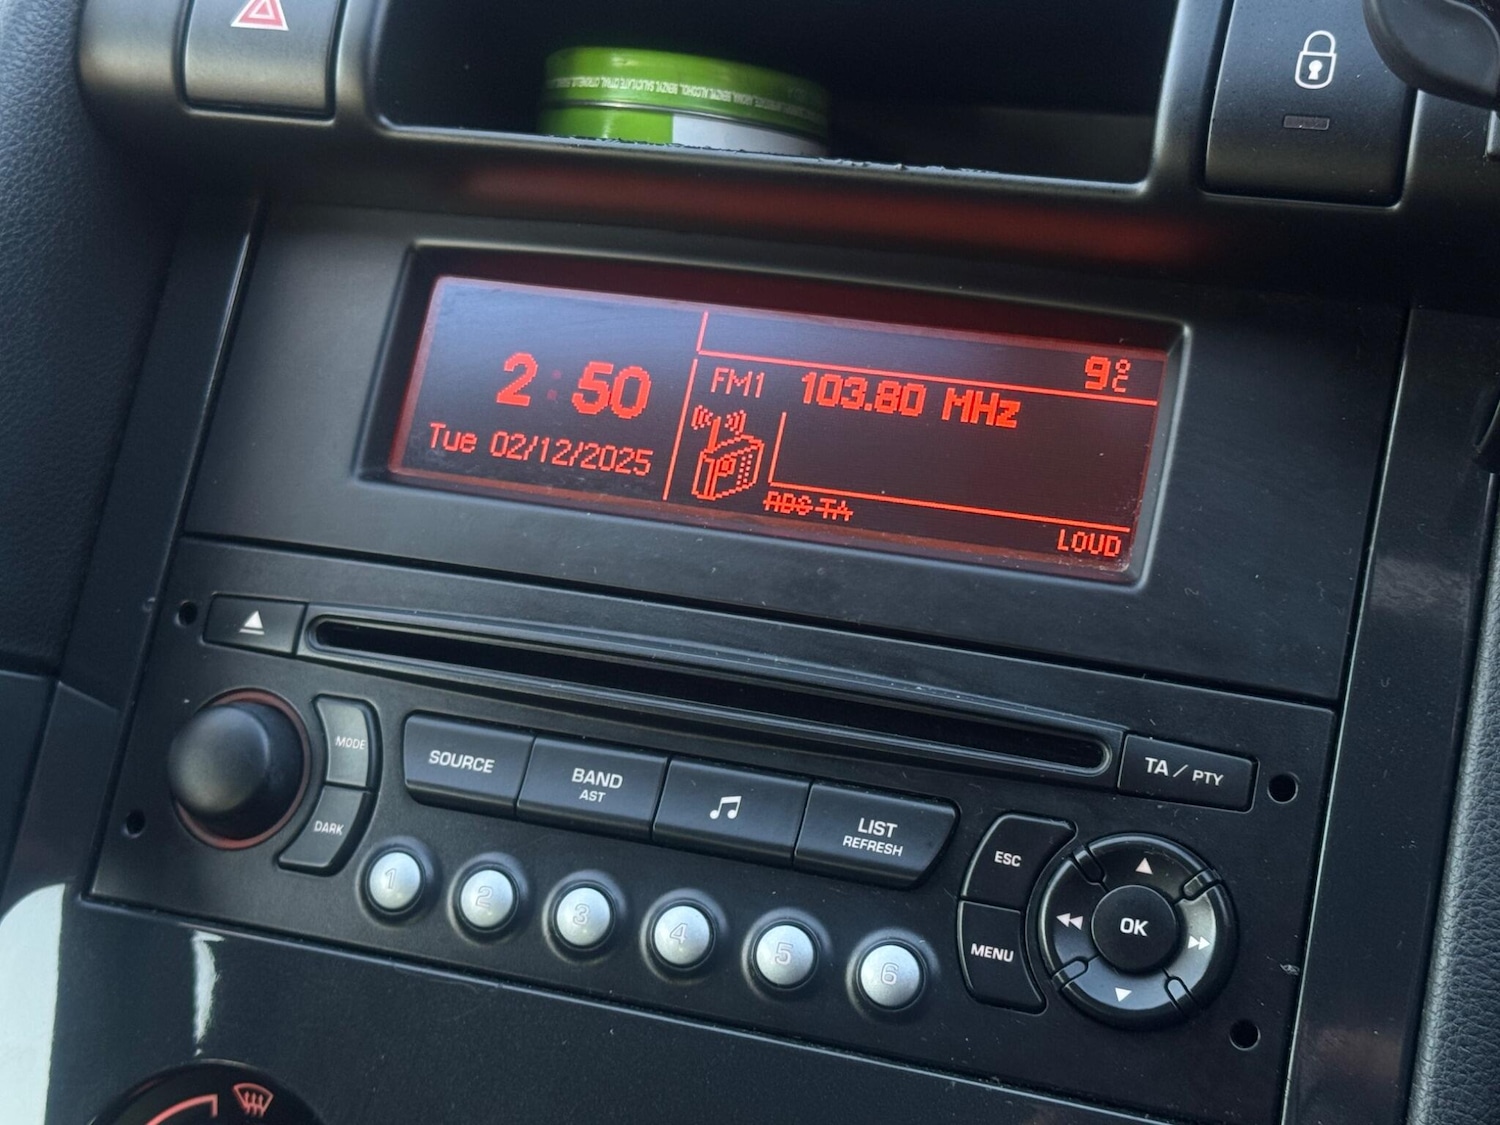 2:50
Tue 02/12/2025
9°C
FM1 103.80 MHz
RDS TA
LOUD
TA / PTY
MODE
DARK
SOURCE
BAND
AST
LIST
REFRESH
ESC
MENU
OK
1 2 3 4 5 6